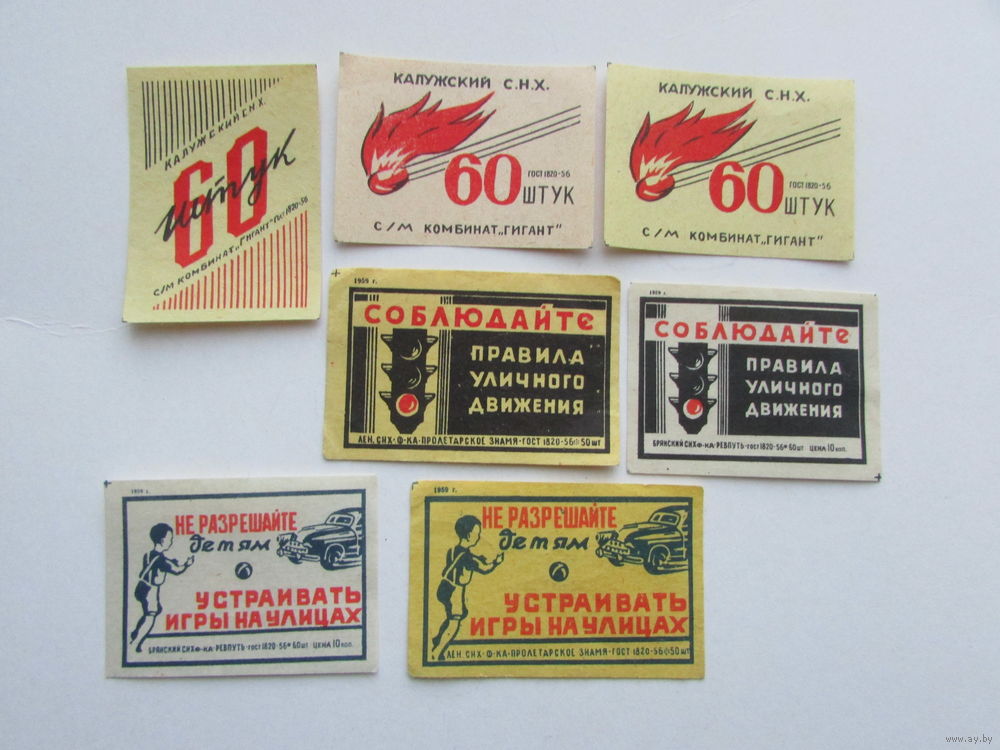 КАЛУЖСКИЙ С.Н.Х.
60
штук
С/М КОМБИНАТ „ГИГАНТ" ГОСТ 1820-56
КАЛУЖСКИЙ С.Н.Х.
60
ГОСТ 1820-56
ШТУК
С/М КОМБИНАТ „ГИГАНТ"
КАЛУЖСКИЙ С.Н.Х.
60
ГОСТ 1820-56
ШТУК
С/М КОМБИНАТ „ГИГАНТ"
1959 г.
СОБЛЮДАЙТЕ
ПРАВИЛА
УЛИЧНОГО
ДВИЖЕНИЯ
ЛЕН. СНХ·Ф-КА·ПРОЛЕТАРСКОЕ ЗНАМЯ·ГОСТ 1820-56 50 шт
1959 г.
СОБЛЮДАЙТЕ
ПРАВИЛА
УЛИЧНОГО
ДВИЖЕНИЯ
БРЯНСКИЙ СНХ Ф-КА·РЕВПУТЬ·ГОСТ 1820-56 60 шт ЦЕНА 10 коп.
1959 г.
НЕ РАЗРЕШАЙТЕ
детям
УСТРАИВАТЬ
ИГРЫ НА УЛИЦАХ
БРЯНСКИЙ СНХ Ф-КА·РЕВПУТЬ·ГОСТ 1820-56 60 шт ЦЕНА 10 коп.
1959 г.
НЕ РАЗРЕШАЙТЕ
детям
УСТРАИВАТЬ
ИГРЫ НА УЛИЦАХ
ЛЕН. СНХ·Ф-КА·ПРОЛЕТАРСКОЕ ЗНАМЯ·ГОСТ 1820-56 50 шт
www.ay.by